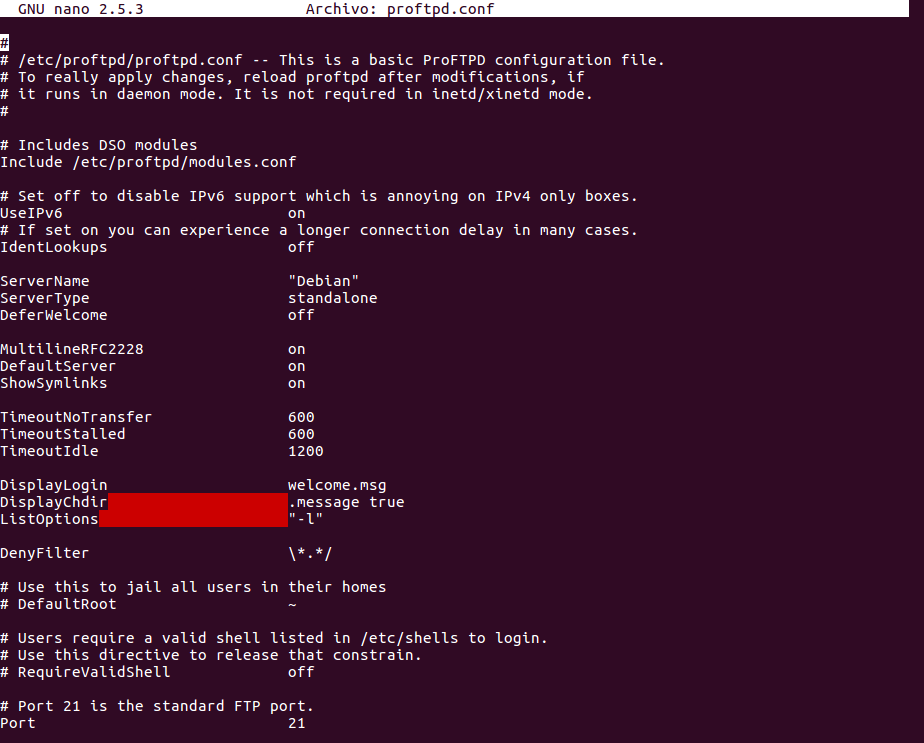 GNU nano 2.5.3 Archivo: proftpd.conf
#
# /etc/proftpd/proftpd.conf -- This is a basic ProFTPD configuration file.
# To really apply changes, reload proftpd after modifications, if
# it runs in daemon mode. It is not required in inetd/xinetd mode.
#
# Includes DSO modules
Include /etc/proftpd/modules.conf
# Set off to disable IPv6 support which is annoying on IPv4 only boxes.
UseIPv6 on
# If set on you can experience a longer connection delay in many cases.
IdentLookups off
ServerName "Debian"
ServerType standalone
DeferWelcome off
MultilineRFC2228 on
DefaultServer on
ShowSymlinks on
TimeoutNoTransfer 600
TimeoutStalled 600
TimeoutIdle 1200
DisplayLogin welcome.msg
DisplayChdir .message true
ListOptions "-l"
DenyFilter \*.*/
# Use this to jail all users in their homes
# DefaultRoot ~
# Users require a valid shell listed in /etc/shells to login.
# Use this directive to release that constrain.
# RequireValidShell off
# Port 21 is the standard FTP port.
Port 21